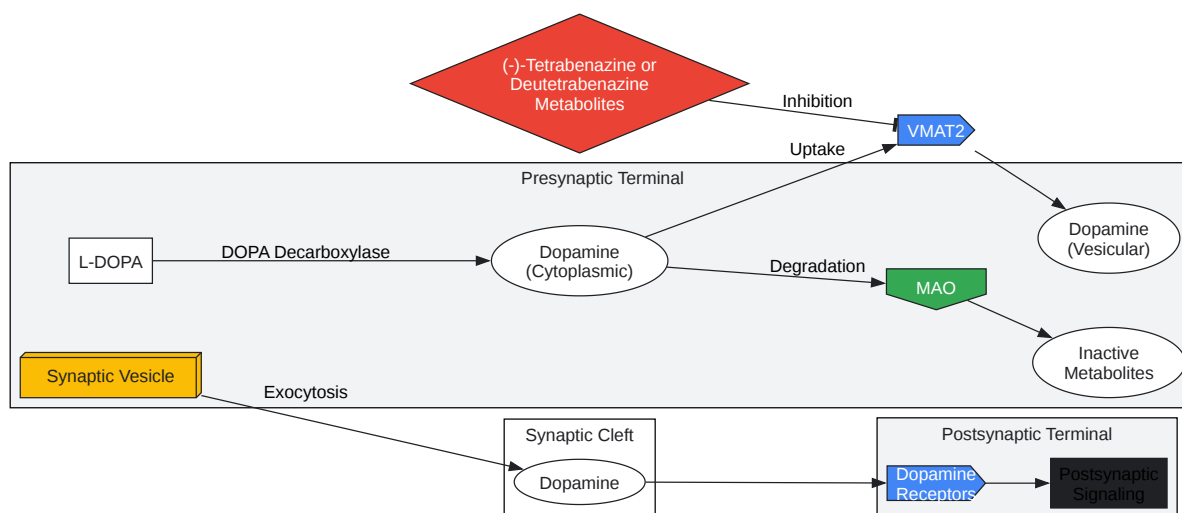 (-)-Tetrabenazine or
Deutetrabenazine
Metabolites
Inhibition
VMAT2
Uptake
Presynaptic Terminal
Dopamine
(Vesicular)
L-DOPA
DOPA Decarboxylase
Dopamine
(Cytoplasmic)
Degradation
MAO
Inactive
Metabolites
Synaptic Vesicle
Exocytosis
Synaptic Cleft
Dopamine
Postsynaptic Terminal
Dopamine
Receptors
Postsynaptic
Signaling